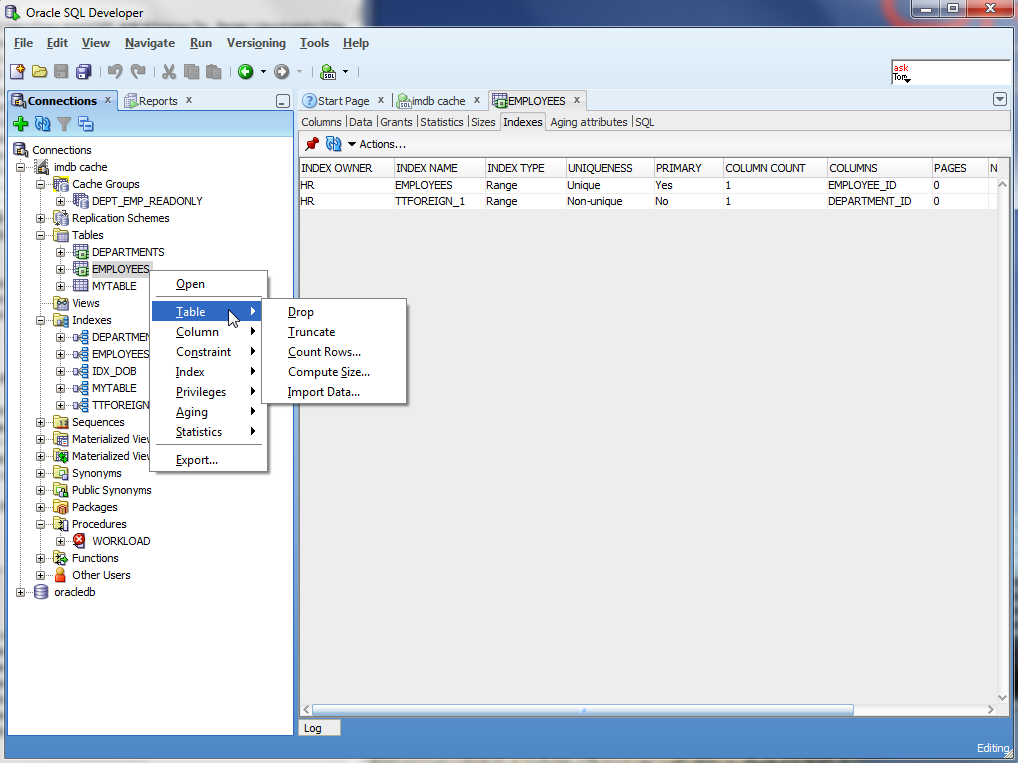 Oracle SQL Developer
File Edit View Navigate Run Versioning Tools Help
SQL
ask
Tom
Connections x Reports x
Start Page x imdb cache x EMPLOYEES x
Columns Data Grants Statistics Sizes Indexes Aging attributes SQL
Actions...
INDEX OWNER INDEX NAME INDEX TYPE UNIQUENESS PRIMARY COLUMN COUNT COLUMNS PAGES N
HR EMPLOYEES Range Unique Yes 1 EMPLOYEE_ID 0
HR TTFOREIGN_1 Range Non-unique No 1 DEPARTMENT_ID 0
Connections
imdb cache
Cache Groups
DEPT_EMP_READONLY
Replication Schemes
Tables
DEPARTMENTS
EMPLOYEES
MYTABLE
Views
Indexes
DEPARTMEN
EMPLOYEES
IDX_DOB
MYTABLE
TTFOREIGN
Sequences
Materialized View
Materialized View
Synonyms
Public Synonyms
Packages
Procedures
WORKLOAD
Functions
Other Users
oracledb
Open
Table
Column
Constraint
Index
Privileges
Aging
Statistics
Export...
Drop
Truncate
Count Rows...
Compute Size...
Import Data...
Log
Editing